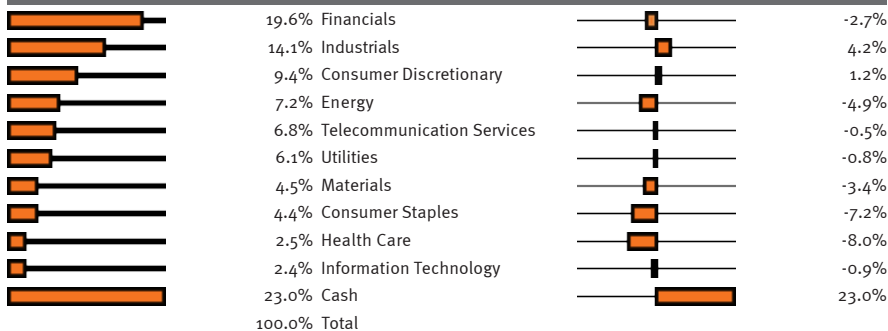 19.6% Financials -2.7%
14.1% Industrials 4.2%
9.4% Consumer Discretionary 1.2%
7.2% Energy -4.9%
6.8% Telecommunication Services -0.5%
6.1% Utilities -0.8%
4.5% Materials -3.4%
4.4% Consumer Staples -7.2%
2.5% Health Care -8.0%
2.4% Information Technology -0.9%
23.0% Cash 23.0%
100.0% Total